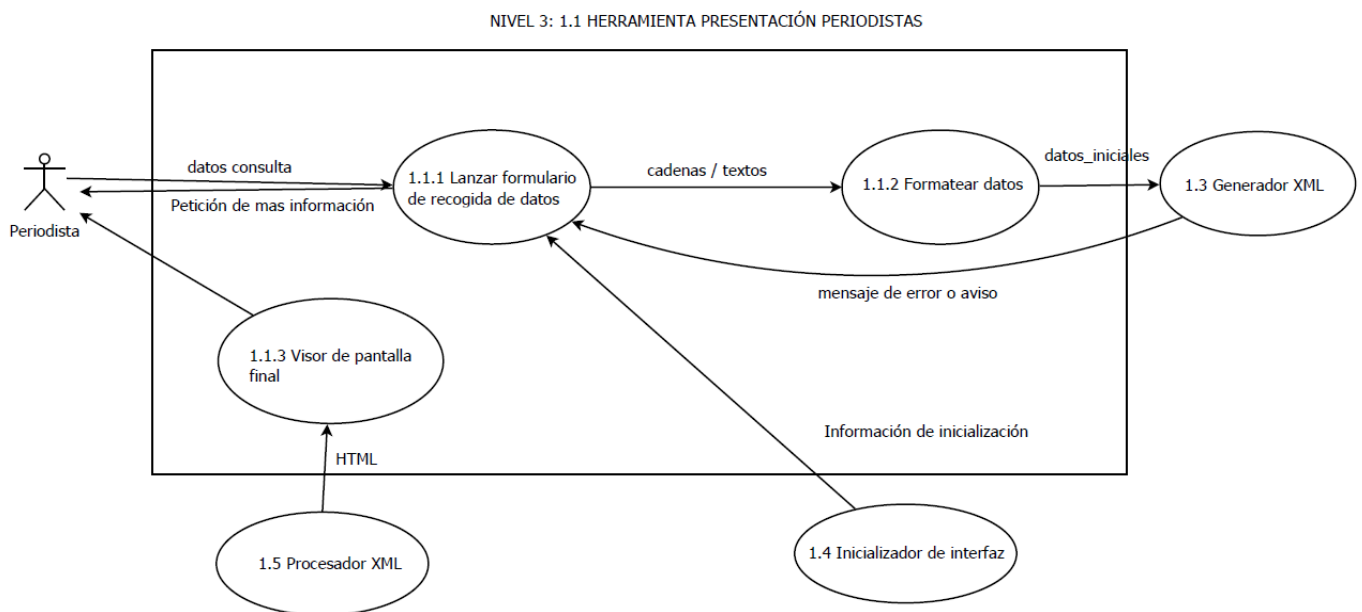 NIVEL 3: 1.1 HERRAMIENTA PRESENTACIÓN PERIODISTAS
datos consulta
Petición de mas información
Periodista
1.1.1 Lanzar formulario
de recogida de datos
cadenas / textos
1.1.2 Formatear datos
datos_iniciales
1.3 Generador XML
mensaje de error o aviso
1.1.3 Visor de pantalla
final
Información de inicialización
HTML
1.5 Procesador XML
1.4 Inicializador de interfaz